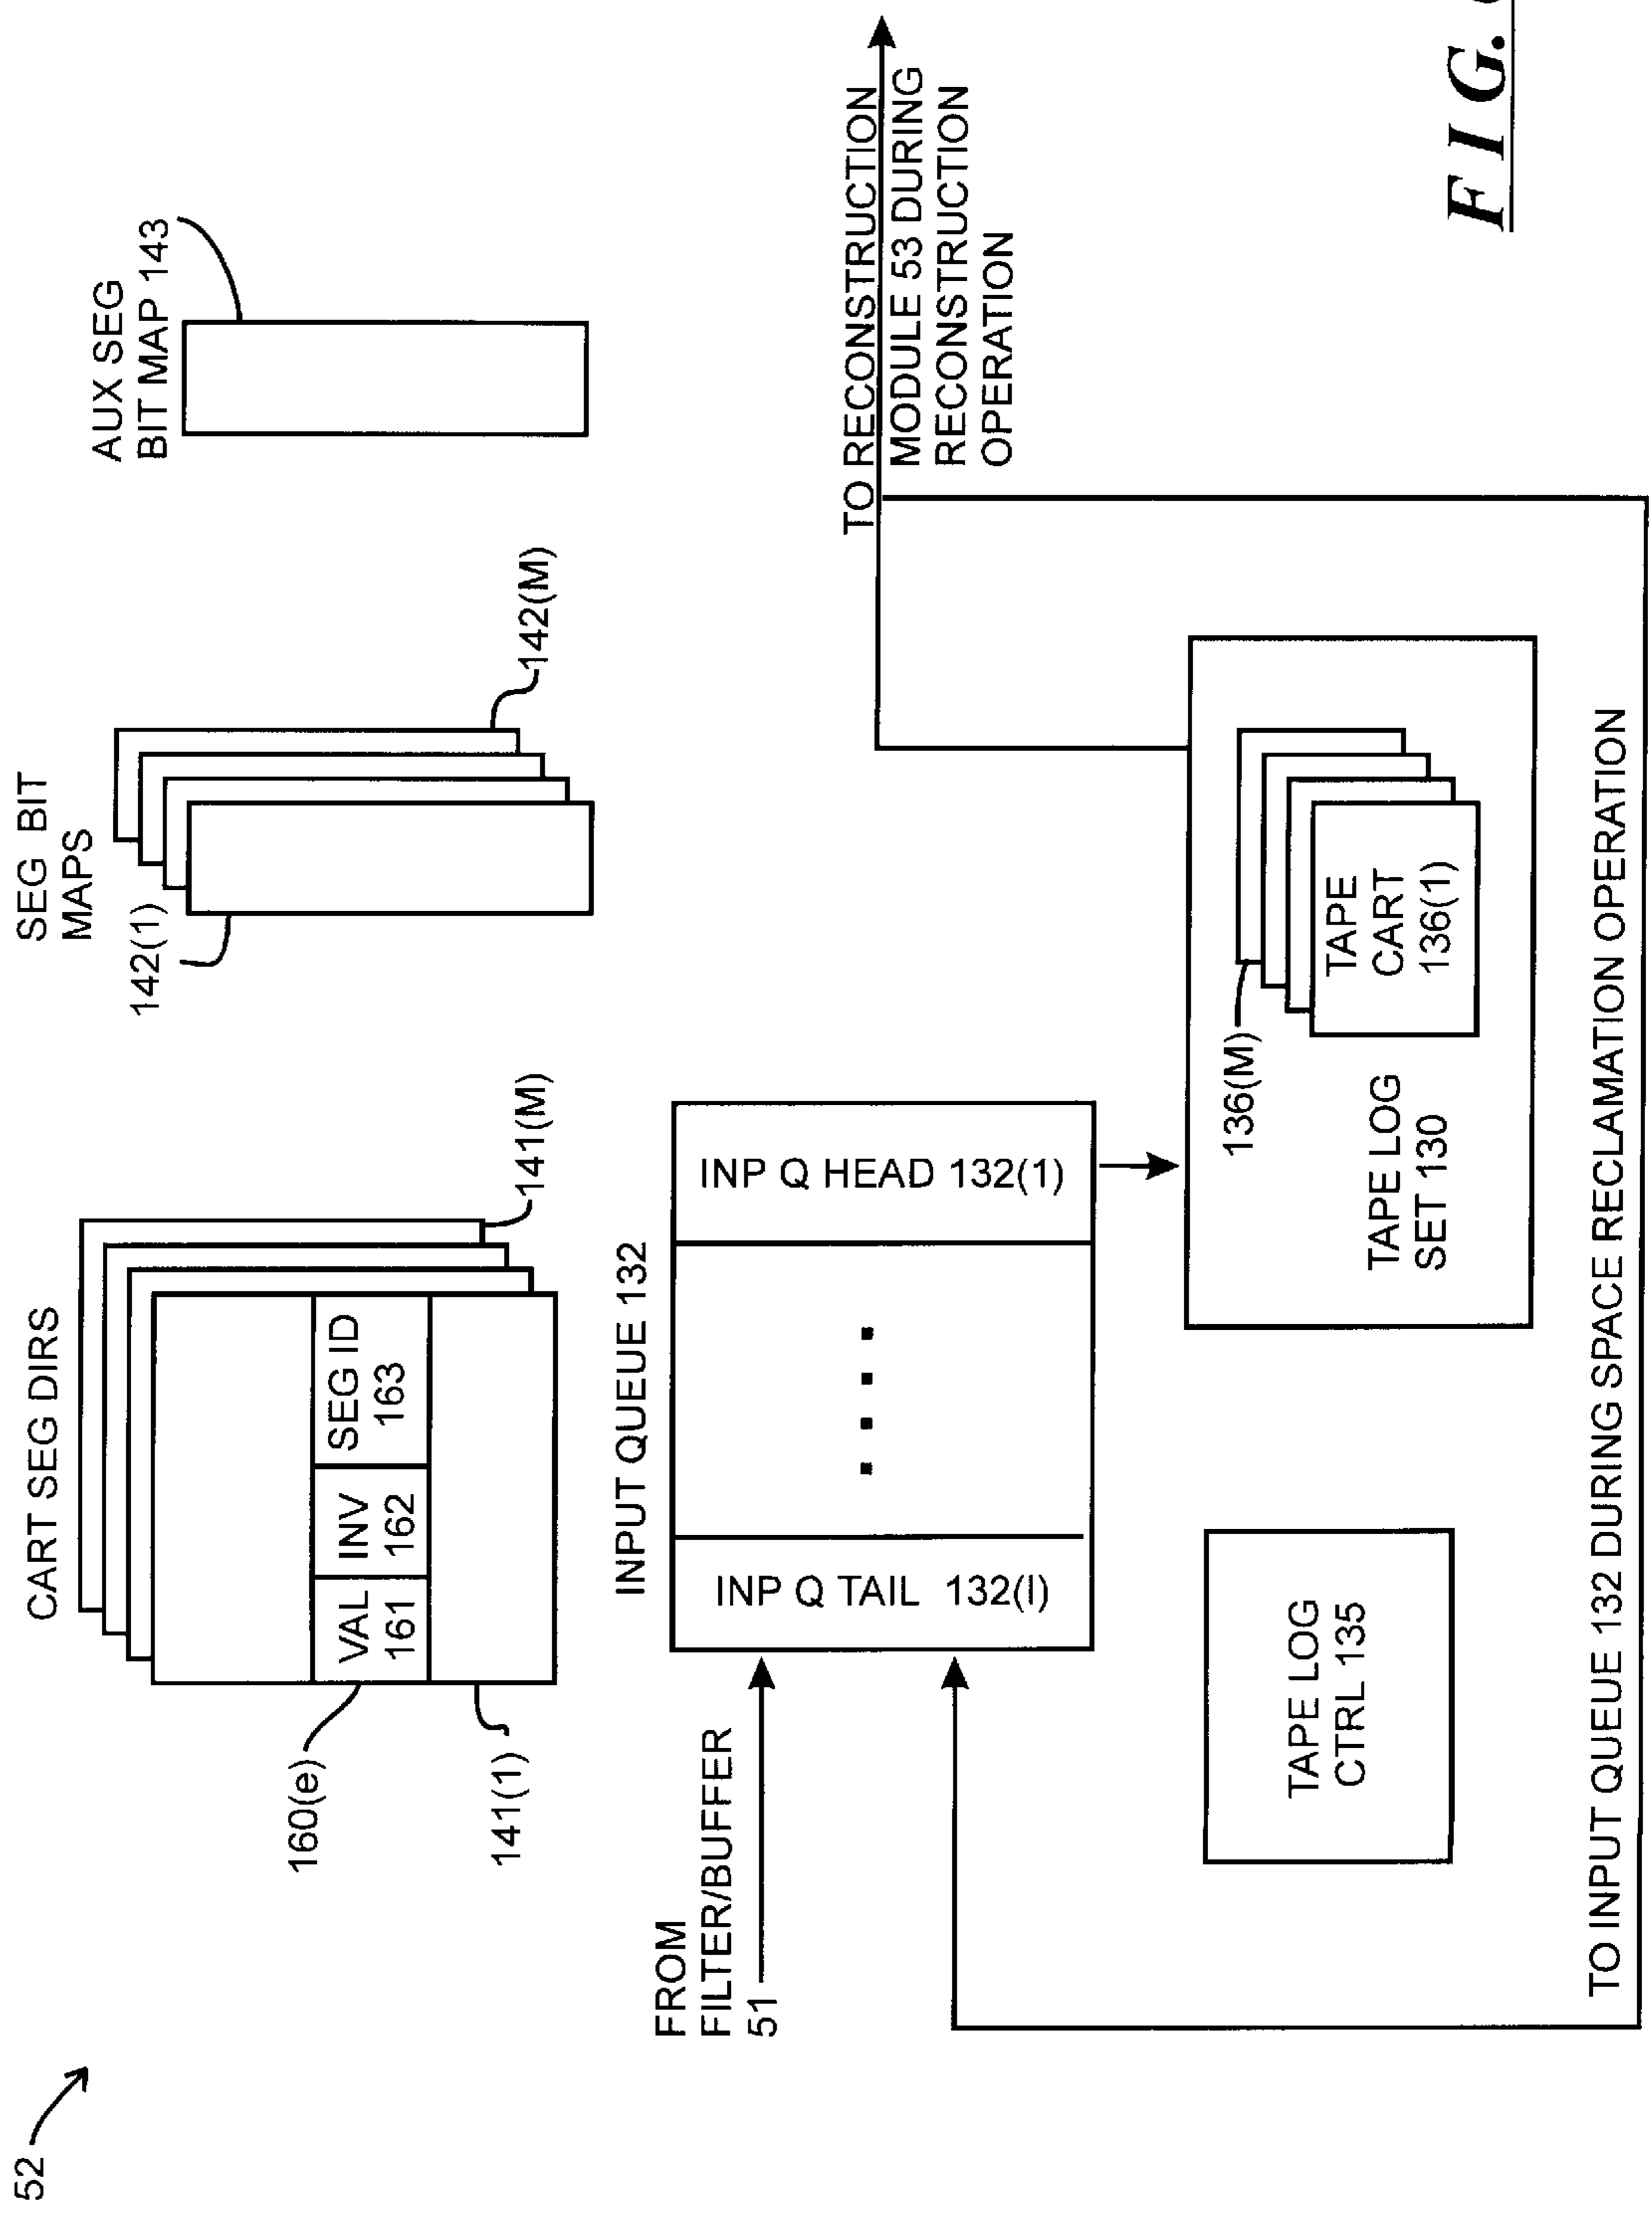 52
CART SEG DIRS
160(e)
VAL
161
INV
162
SEG ID
163
141(1)
141(M)
SEG BIT
MAPS
142(1)
142(M)
AUX SEG
BIT MAP 143
INPUT QUEUE 132
FROM
FILTER/BUFFER
51
INP Q TAIL 132(I)
INP Q HEAD 132(1)
TO RECONSTRUCTION
MODULE 53 DURING
RECONSTRUCTION
OPERATION
TAPE LOG
CTRL 135
136(M)
TAPE LOG
SET 130
TAPE
CART
136(1)
TO INPUT QUEUE 132 DURING SPACE RECLAMATION OPERATION
FIG.